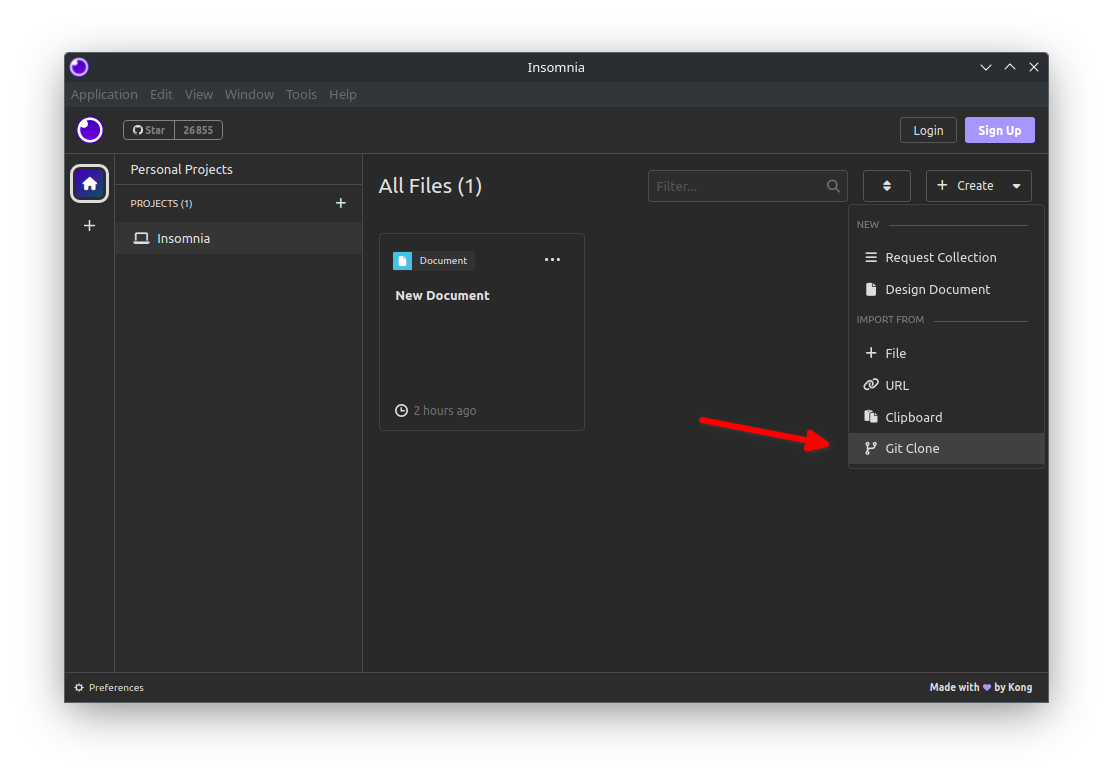 Insomnia
Application Edit View Window Tools Help
Star 26855
Login Sign Up
Personal Projects
PROJECTS (1)
Insomnia
All Files (1)
Filter...
Create
NEW
Request Collection
Design Document
IMPORT FROM
File
URL
Clipboard
Git Clone
Document
New Document
2 hours ago
Preferences
Made with by Kong